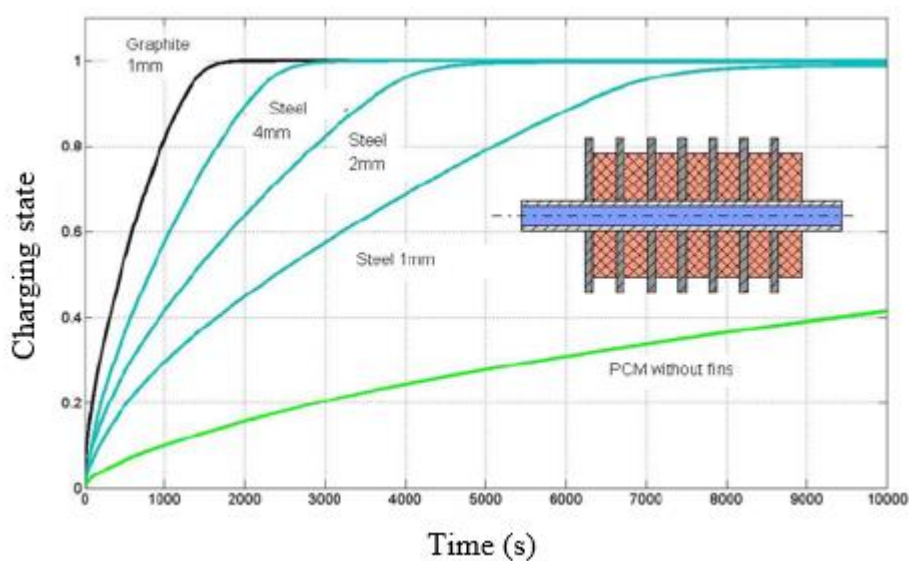 Graphite
1mm
Steel
4mm
Steel
2mm
Steel 1mm
PCM without fins
Charging state
1
0.8
0.6
0.4
0.2
0
0 1000 2000 3000 4000 5000 6000 7000 8000 9000 10000
Time (s)